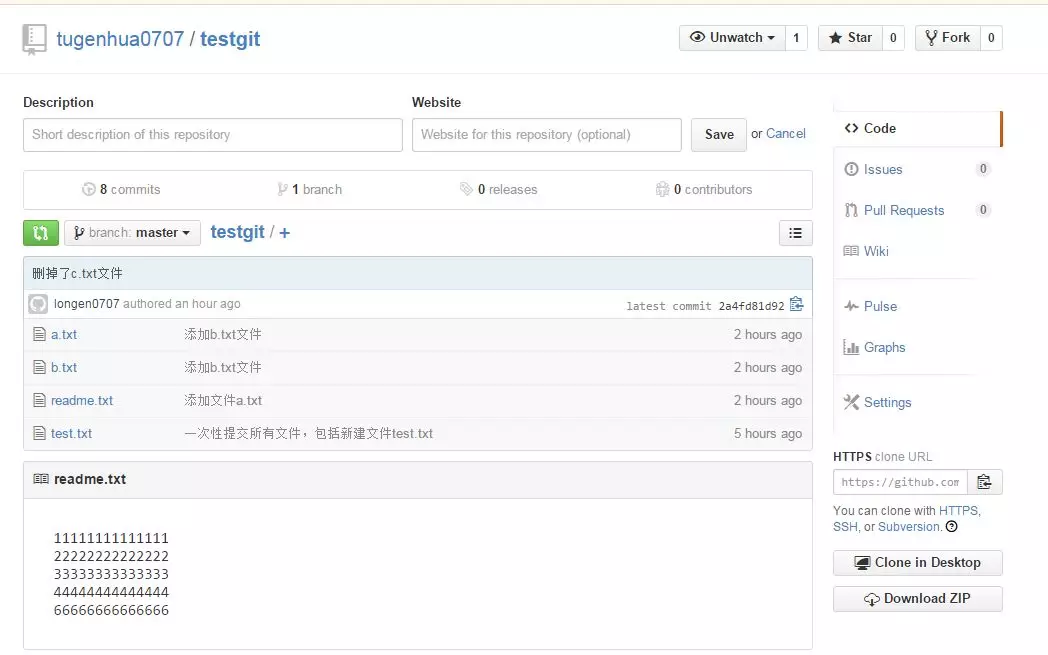 tugenhua0707 / testgit
Unwatch 1 Star 0 Fork 0
Description
Short description of this repository
Website
Website for this repository (optional)
Save or Cancel
8 commits 1 branch 0 releases 0 contributors
branch: master testgit / +
删掉了c.txt文件
longen0707 authored an hour ago latest commit 2a4fd81d92
a.txt 添加b.txt文件 2 hours ago
b.txt 添加b.txt文件 2 hours ago
readme.txt 添加文件a.txt 2 hours ago
test.txt 一次性提交所有文件，包括新建文件test.txt 5 hours ago
readme.txt
11111111111111
22222222222222
33333333333333
44444444444444
66666666666666
Code
Issues 0
Pull Requests 0
Wiki
Pulse
Graphs
Settings
HTTPS clone URL
https://github.com
You can clone with HTTPS,
SSH, or Subversion.
Clone in Desktop
Download ZIP